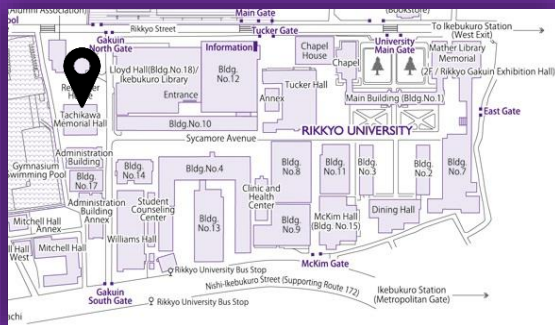 Alumni Association
ool
Main Gate
(Bookstore)
Rikkyo Street
Tucker Gate
To Ikebukuro Station
(West Exit)
Gakuin
North Gate
Information
Chapel
House
University
Main Gate
Mather Library
Memorial
(2F / Rikkyo Gakuin Exhibition Hall)
Lloyd Hall(Bldg.No.18)/
Ikebukuro Library
Bldg.
No.12
Chapel
Tucker Hall
Entrance
Annex
Main Building (Bldg.No.1)
Tachikawa
Memorial Hall
Bldg.No.10
East Gate
Sycamore Avenue
RIKKYO UNIVERSITY
Administration
Building
Gymnasium
Swimming Pool
Bldg.
No.17
Bldg.
No.14
Bldg.No.4
Bldg.
No.8
Bldg.
No.11
Bldg.
No.3
Bldg.
No.2
Bldg.
No.7
Administration
Building
Annex
Student
Counseling
Center
Clinic and
Health
Center
Mitchell Hall
Annex
Bldg.
No.13
Bldg.
No.9
McKim Hall
(Bldg. No.15)
Dining Hall
Williams Hall
ll Hall
West
Mitchell Hall
McKim Gate
Rikkyo University Bus Stop
Nishi-Ikebukuro Street (Supporting Route 172)
Gakuin
South Gate
Rikkyo University Bus Stop
Ikebukuro Station
(Metropolitan Gate)
chi